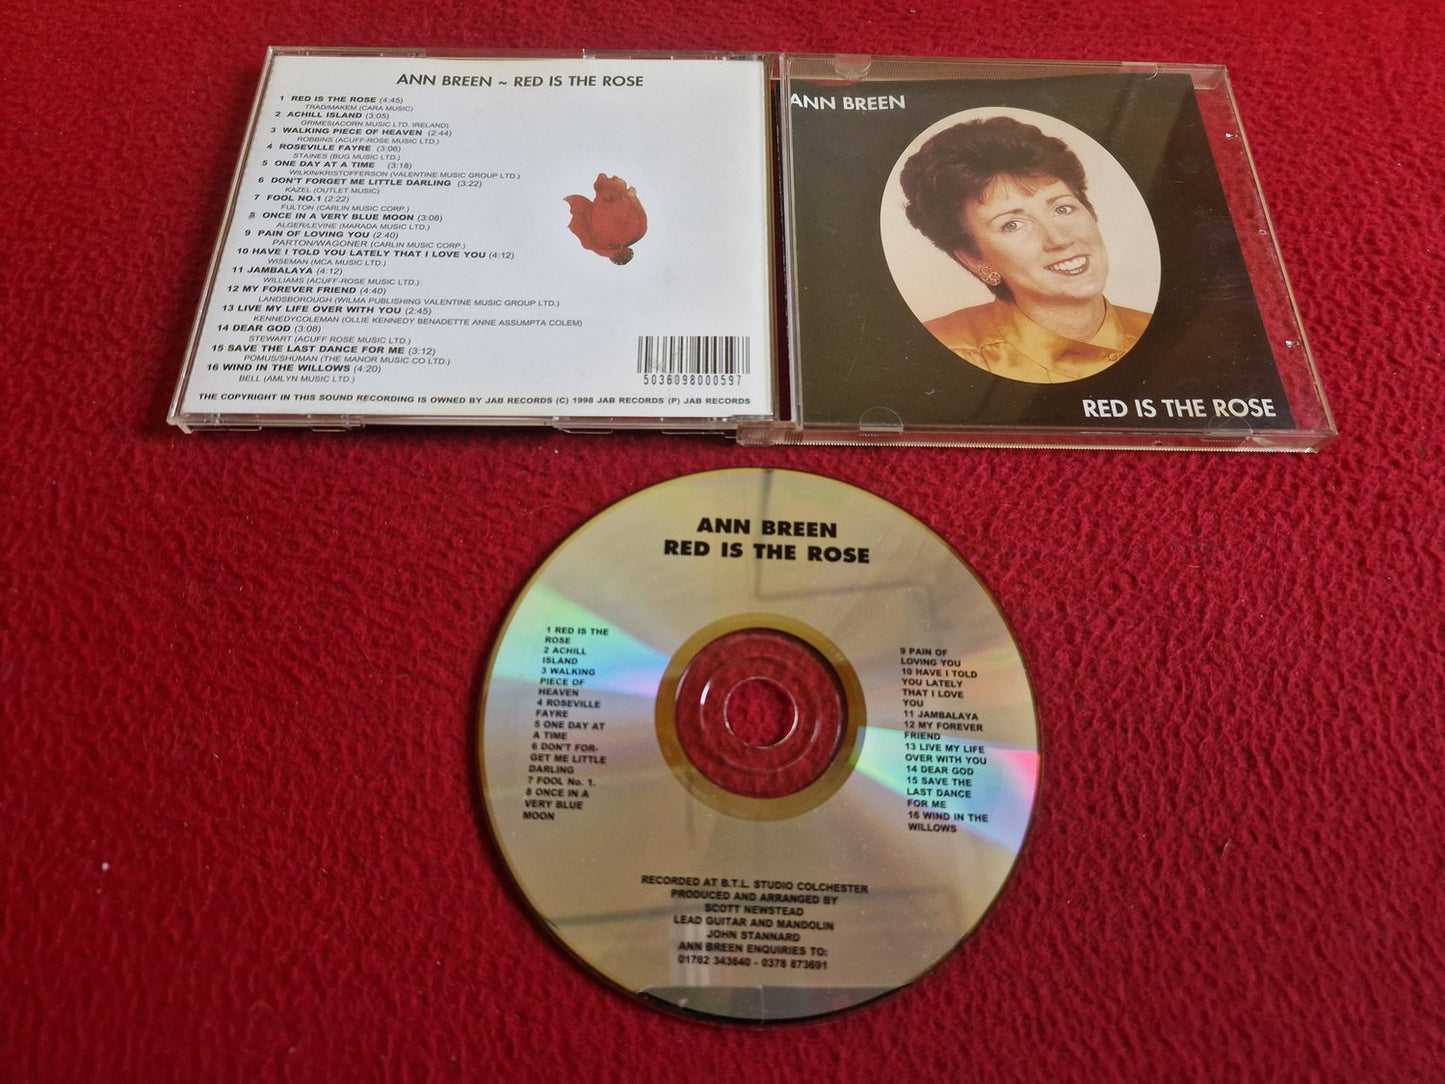 ANN BREEN ~ RED IS THE ROSE
1 RED IS THE ROSE (4:45)
TRAD/MAKEM (CARA MUSIC)
2 ACHILL ISLAND (3:05)
GRIMES(ACORN MUSIC LTD. IRELAND)
3 WALKING PIECE OF HEAVEN (2:44)
ROBBINS (ACUFF-ROSE MUSIC LTD.)
4 ROSEVILLE FAYRE (3:06)
STAINES (BUG MUSIC LTD.)
5 ONE DAY AT A TIME (3:18)
WILKIN/KRISTOFFERSON (VALENTINE MUSIC GROUP LTD.)
6 DON'T FORGET ME LITTLE DARLING (3:22)
KAZEL (OUTLET MUSIC)
7 FOOL NO.1 (2:22)
FULTON (CARLIN MUSIC CORP.)
8 ONCE IN A VERY BLUE MOON (3:08)
ALGER/LEVINE (MARADA MUSIC LTD.)
9 PAIN OF LOVING YOU (2:40)
PARTON/WAGONER (CARLIN MUSIC CORP.)
10 HAVE I TOLD YOU LATELY THAT I LOVE YOU (4:12)
WISEMAN (MCA MUSIC LTD.)
11 JAMBALAYA (4:12)
WILLIAMS (ACUFF-ROSE MUSIC LTD.)
12 MY FOREVER FRIEND (4:40)
LANDSBOROUGH (WILMA PUBLISHING VALENTINE MUSIC GROUP LTD.)
13 LIVE MY LIFE OVER WITH YOU (2:45)
KENNEDYCOLEMAN (OLLIE KENNEDY BENADETTE ANNE ASSUMPTA COLEM)
14 DEAR GOD (3:08)
STEWART (ACUFF ROSE MUSIC LTD.)
15 SAVE THE LAST DANCE FOR ME (3:12)
POMUS/SHUMAN (THE MANOR MUSIC CO LTD.)
16 WIND IN THE WILLOWS (4:20)
BELL (AMLYN MUSIC LTD.)
5036098000597
THE COPYRIGHT IN THIS SOUND RECORDING IS OWNED BY JAB RECORDS (C) 1998 JAB RECORDS (P) JAB RECORDS
ANN BREEN
RED IS THE ROSE
ANN BREEN
RED IS THE ROSE
1 RED IS THE
ROSE
2 ACHILL
ISLAND
3 WALKING
PIECE OF
HEAVEN
4 ROSEVILLE
FAYRE
5 ONE DAY AT
A TIME
6 DON'T FOR-
GET ME LITTLE
DARLING
7 FOOL No. 1.
8 ONCE IN A
VERY BLUE
MOON
9 PAIN OF
LOVING YOU
10 HAVE I TOLD
YOU LATELY
THAT I LOVE
YOU
11 JAMBALAYA
12 MY FOREVER
FRIEND
13 LIVE MY LIFE
OVER WITH YOU
14 DEAR GOD
15 SAVE THE
LAST DANCE
FOR ME
16 WIND IN THE
WILLOWS
RECORDED AT B.T.L. STUDIO COLCHESTER
PRODUCED AND ARRANGED BY
SCOTT NEWSTEAD
LEAD GUITAR AND MANDOLIN
JOHN STANNARD
ANN BREEN ENQUIRIES TO:
01762 343640 - 0378 873691